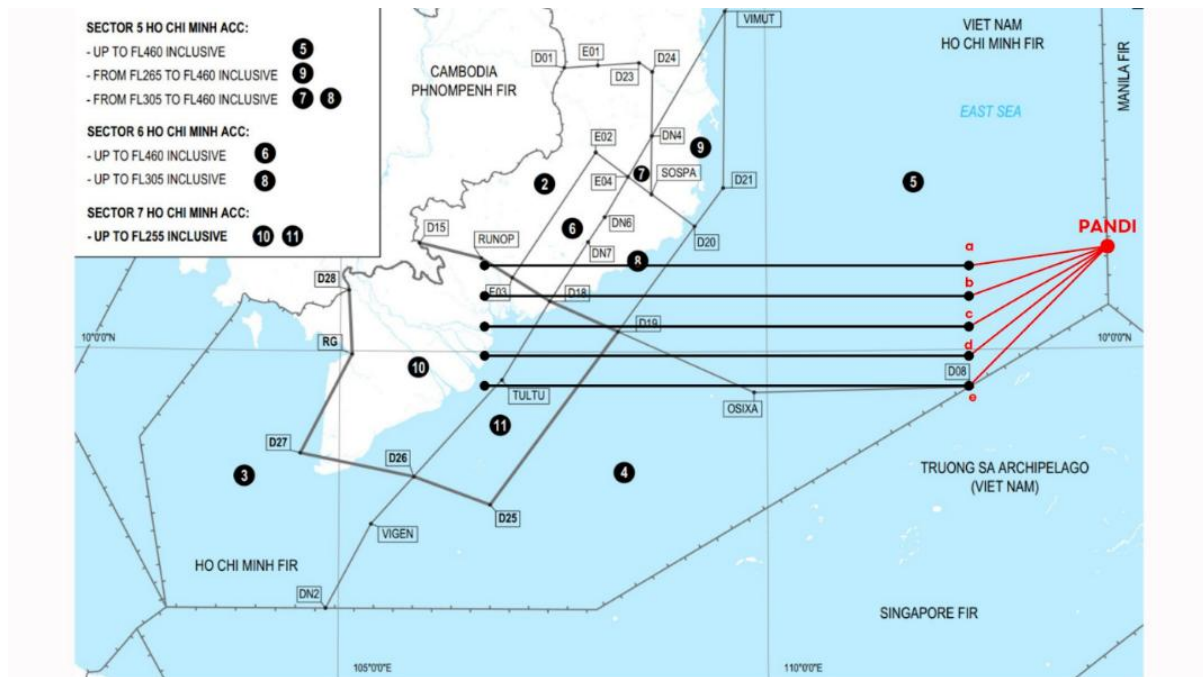 SECTOR 5 HO CHI MINH ACC:
- UP TO FL460 INCLUSIVE 5
- FROM FL265 TO FL460 INCLUSIVE 9
- FROM FL305 TO FL460 INCLUSIVE 7 8
SECTOR 6 HO CHI MINH ACC:
- UP TO FL460 INCLUSIVE 6
- UP TO FL305 INCLUSIVE 8
SECTOR 7 HO CHI MINH ACC:
- UP TO FL255 INCLUSIVE 10 11
VIMUT
VIET NAM
HO CHI MINH FIR
MANILA FIR
CAMBODIA
PHNOMPENH FIR
D01
E01
D23
D24
EAST SEA
E02
DN4
9
2
E04
7
SOSPA
D21
5
D15
RUNOP
6
DN6
DN7
D20
PANDI
8
a
D28
E03
D18
b
D19
c
10°0'0"N
10°0'0"N
RG
d
10
D08
TULTU
OSIXA
e
11
D27
D26
3
4
TRUONG SA ARCHIPELAGO
(VIET NAM)
D25
VIGEN
HO CHI MINH FIR
DN2
SINGAPORE FIR
105°0'0"E
110°0'0"E